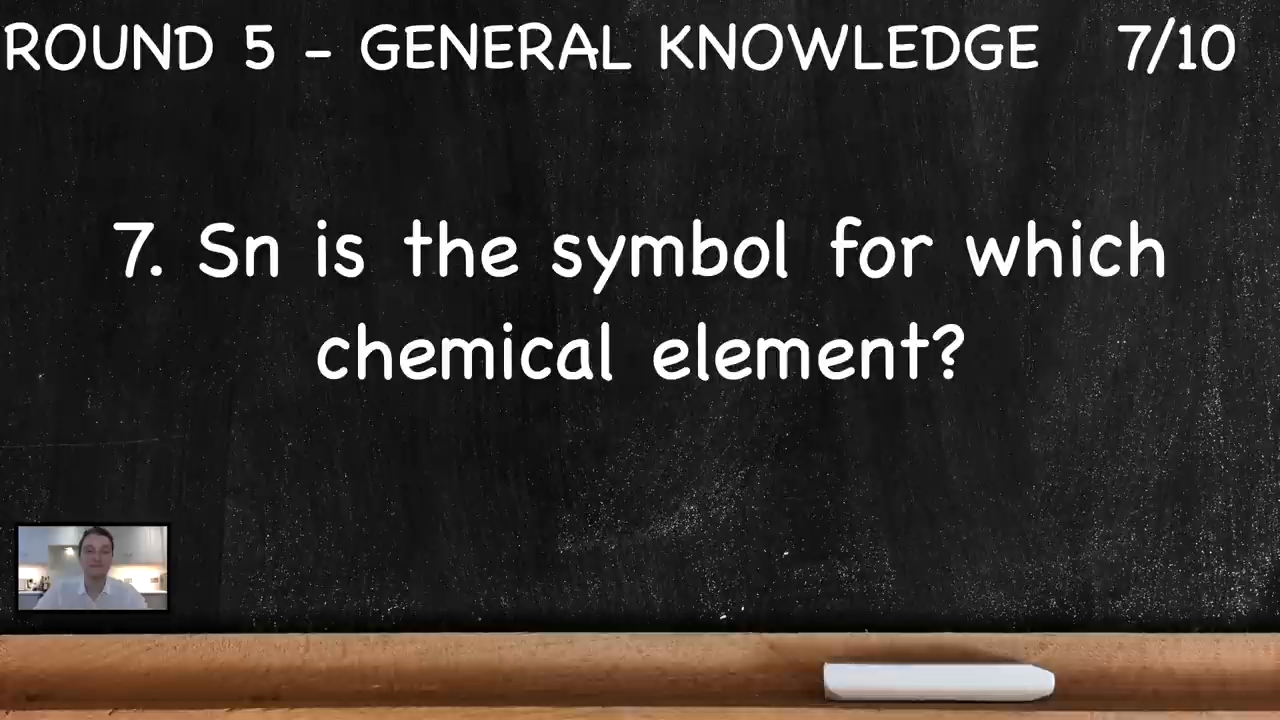 ROUND 5 - GENERAL KNOWLEDGE 7/10
7. Sn is the symbol for which
chemical element?